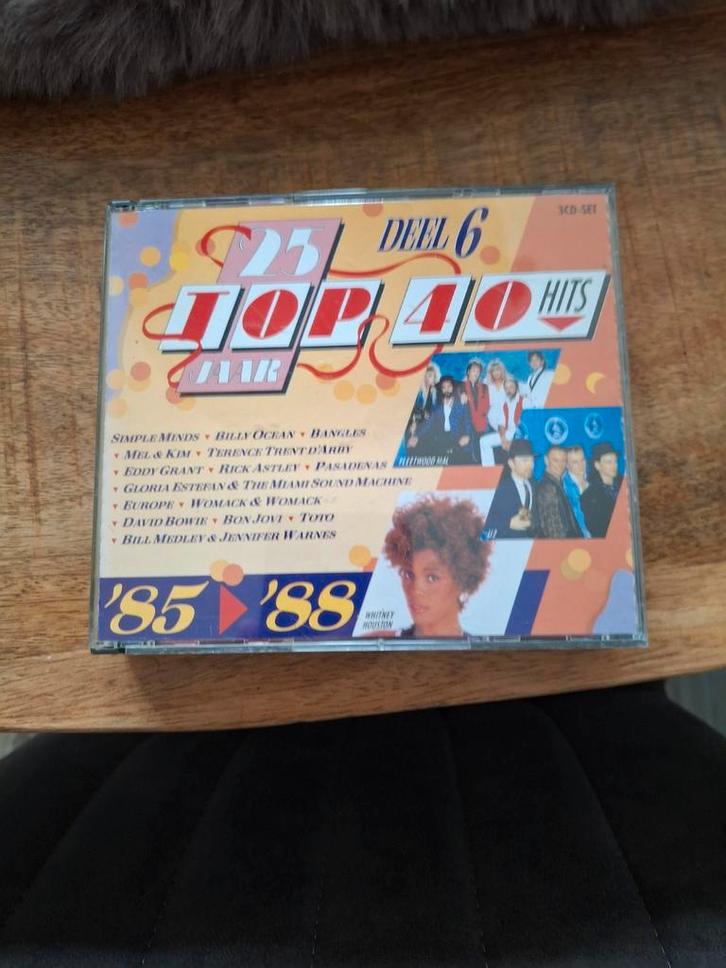 '25
DEEL 6
3CD-SET
TOP 40 HITS
JAAR
SIMPLE MINDS ▾ BILLY OCEAN ▾ BANGLES
▾ MEL & KIM ▾ TERENCE TRENT D'ARBY
▾ EDDY GRANT ▾ RICK ASTLEY ▾ PASADENAS
▾ GLORIA ESTEFAN & THE MIAMI SOUND MACHINE
▾ EUROPE ▾ WOMACK & WOMACK
▾ DAVID BOWIE ▾ BON JOVI ▾ TOTO
▾ BILL MEDLEY & JENNIFER WARNES
FLEETWOOD MAC
U2
'85 ▸ '88
WHITNEY
HOUSTON